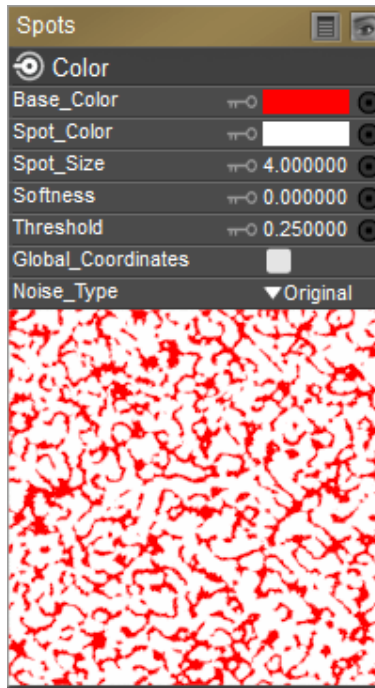 Spots
Color
Base_Color
Spot_Color
Spot_Size 4.000000
Softness 0.000000
Threshold 0.250000
Global_Coordinates
Noise_Type Original